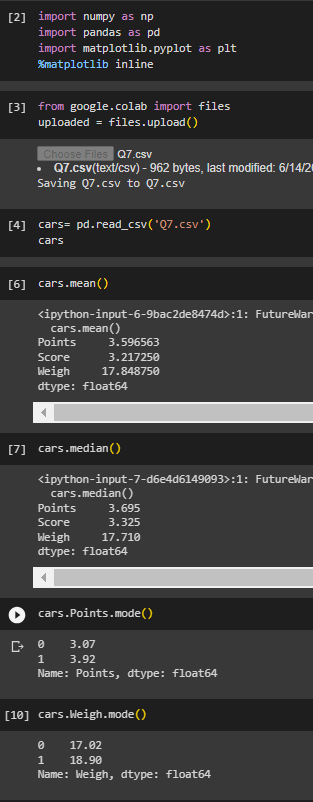 [2] import numpy as np
import pandas as pd
import matplotlib.pyplot as plt
%matplotlib inline
[3] from google.colab import files
uploaded = files.upload()
Choose Files Q7.csv
• Q7.csv(text/csv) - 962 bytes, last modified: 6/14/20
Saving Q7.csv to Q7.csv
[4] cars= pd.read_csv('Q7.csv')
cars
[6] cars.mean()
<ipython-input-6-9bac2de8474d>:1: FutureWar
cars.mean()
Points 3.596563
Score 3.217250
Weigh 17.848750
dtype: float64
[7] cars.median()
<ipython-input-7-d6e4d6149093>:1: FutureWar
cars.median()
Points 3.695
Score 3.325
Weigh 17.710
dtype: float64
cars.Points.mode()
0 3.07
1 3.92
Name: Points, dtype: float64
[10] cars.Weigh.mode()
0 17.02
1 18.90
Name: Weigh, dtype: float64